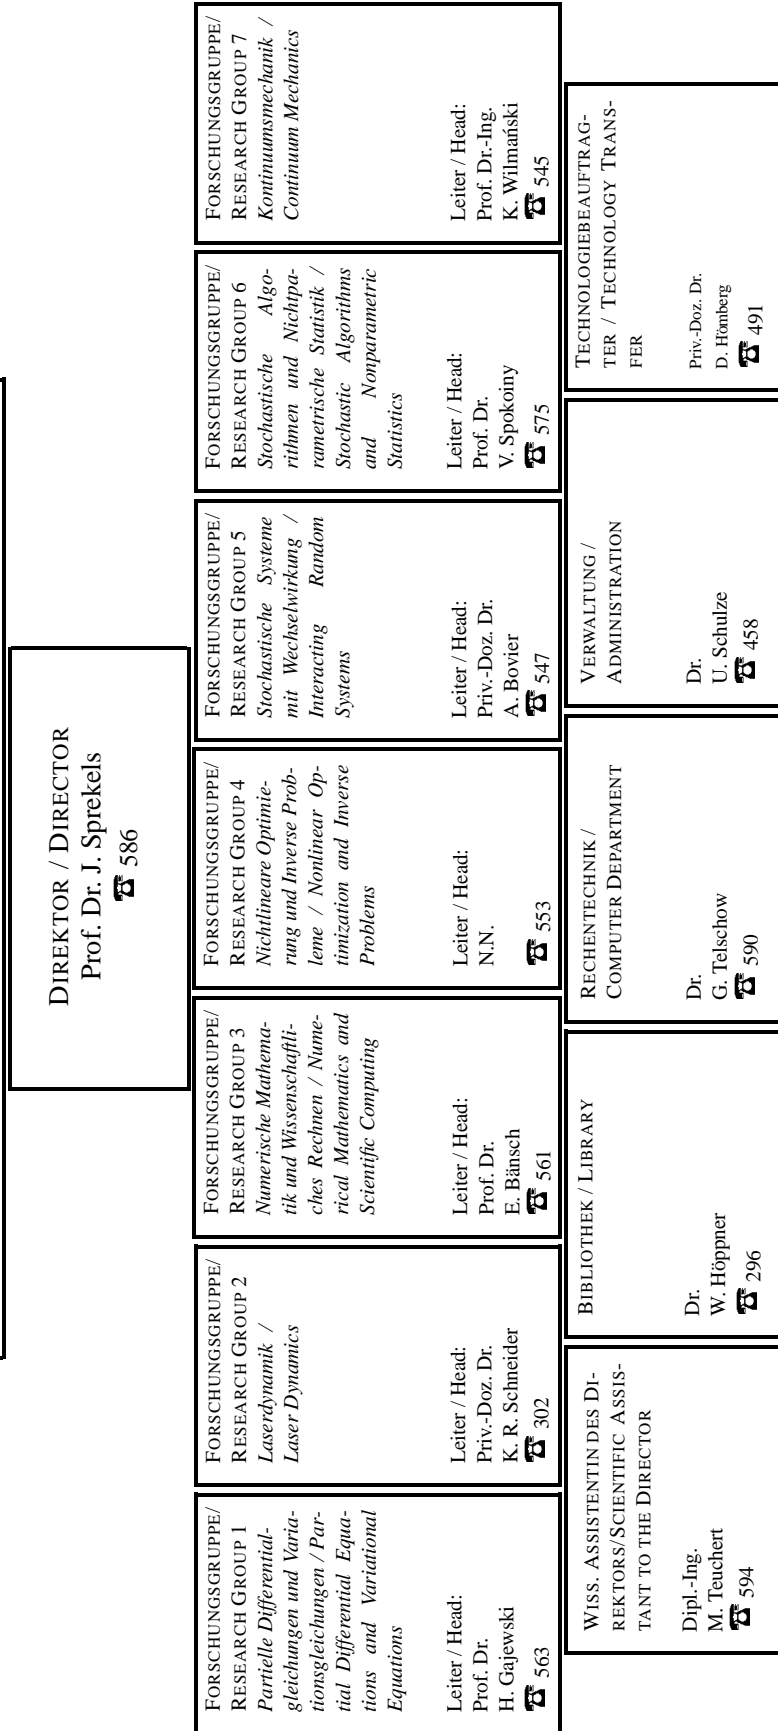 DIREKTOR / DIRECTOR
Prof. Dr. J. Sprekels
☎ 586
FORSCHUNGSGRUPPE/
RESEARCH GROUP 1
Partielle Differential-
gleichungen und Varia-
tionsgleichungen / Par-
tial Differential Equa-
tions and Variational
Equations
Leiter / Head:
Prof. Dr.
H. Gajewski
☎ 563
FORSCHUNGSGRUPPE/
RESEARCH GROUP 2
Laserdynamik /
Laser Dynamics
Leiter / Head:
Priv.-Doz. Dr.
K. R. Schneider
☎ 302
FORSCHUNGSGRUPPE/
RESEARCH GROUP 3
Numerische Mathema-
tik und Wissenschaftli-
ches Rechnen / Nume-
rical Mathematics and
Scientific Computing
Leiter / Head:
Prof. Dr.
E. Bänsch
☎ 561
FORSCHUNGSGRUPPE/
RESEARCH GROUP 4
Nichtlineare Optimie-
rung und Inverse Prob-
leme / Nonlinear Op-
timization and Inverse
Problems
Leiter / Head:
N.N.
☎ 553
FORSCHUNGSGRUPPE/
RESEARCH GROUP 5
Stochastische Systeme
mit Wechselwirkung /
Interacting Random
Systems
Leiter / Head:
Priv.-Doz. Dr.
A. Bovier
☎ 547
FORSCHUNGSGRUPPE/
RESEARCH GROUP 6
Stochastische Algo-
rithmen und Nichtpa-
rametrische Statistik /
Stochastic Algorithms
and Nonparametric
Statistics
Leiter / Head:
Prof. Dr.
V. Spokoiny
☎ 575
FORSCHUNGSGRUPPE/
RESEARCH GROUP 7
Kontinuumsmechanik /
Continuum Mechanics
Leiter / Head:
Prof. Dr.-Ing.
K. Wilmański
☎ 545
WISS. ASSISTENTIN DES DI-
REKTORS/SCIENTIFIC ASSIS-
TANT TO THE DIRECTOR
Dipl.-Ing.
M. Teuchert
☎ 594
BIBLIOTHEK / LIBRARY
Dr.
W. Höppner
☎ 296
RECHENTECHNIK /
COMPUTER DEPARTMENT
Dr.
G. Telschow
☎ 590
VERWALTUNG /
ADMINISTRATION
Dr.
U. Schulze
☎ 458
TECHNOLOGIEBEAUFTRAG-
TER / TECHNOLOGY TRANS-
FER
Priv.-Doz. Dr.
D. Hömberg
☎ 491